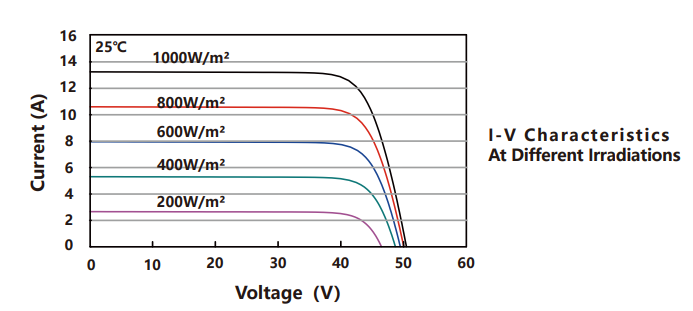 16
25℃
1000W/m²
14
12
800W/m²
10
600W/m²
8
400W/m²
6
4
200W/m²
2
0
0 10 20 30 40 50 60
Current (A)
Voltage (V)
I-V Characteristics
At Different Irradiations